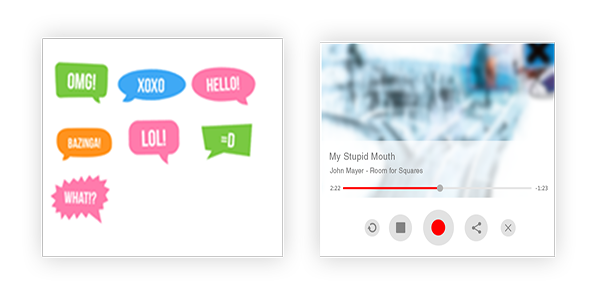 OMG!
XOXO
HELLO!
BAZINGA!
LOL!
=D
WHAT!?
My Stupid Mouth
John Mayer - Room for Squares
2:22
-1:23